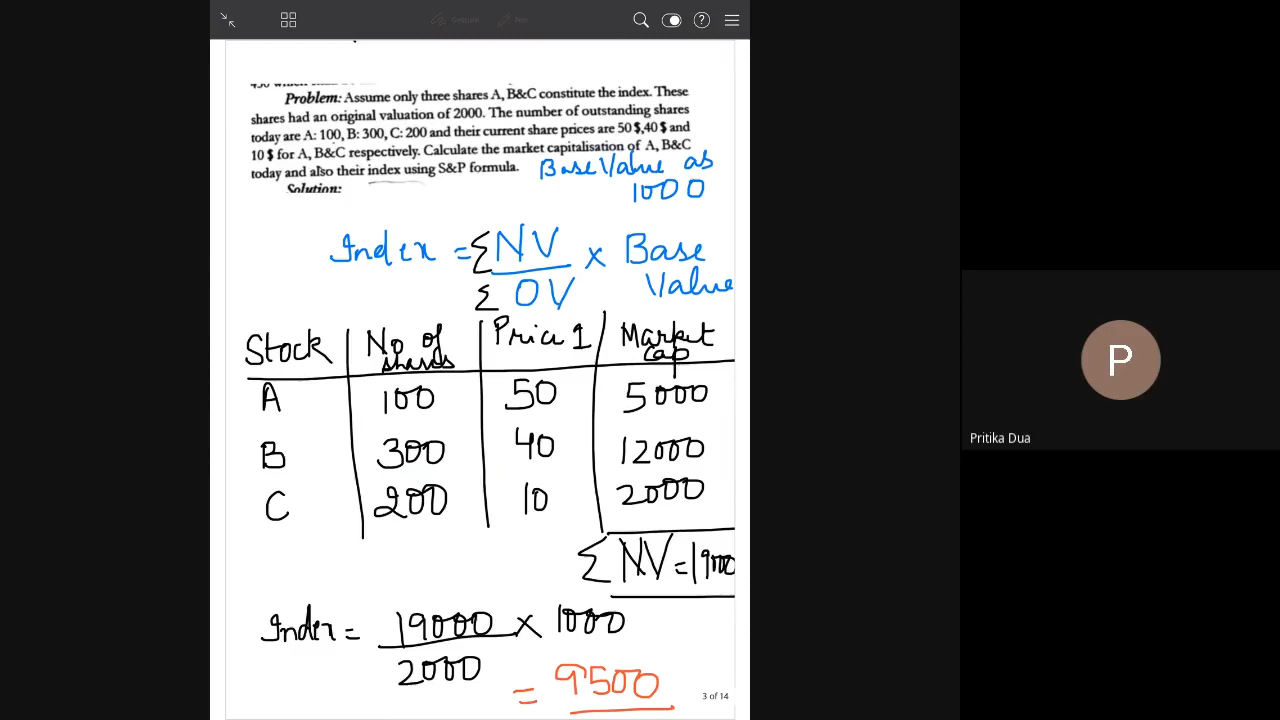 Problem: Assume only three shares A, B&C constitute the index. These
shares had an original valuation of 2000. The number of outstanding shares
today are A: 100, B: 300, C: 200 and their current share prices are 50 $,40 $ and
10 $ for A, B&C respectively. Calculate the market capitalisation of A, B&C
today and also their index using S&P formula. Base Value as
1000
Solution:
Index = Σ NV / Σ OV × Base Value
Stock No of shares Price 1 Market cap
A 100 50 5000
B 300 40 12000
C 200 10 2000
Σ NV = 19000
Index = 19000 / 2000 × 1000
= 9500
3 of 14
P
Pritika Dua